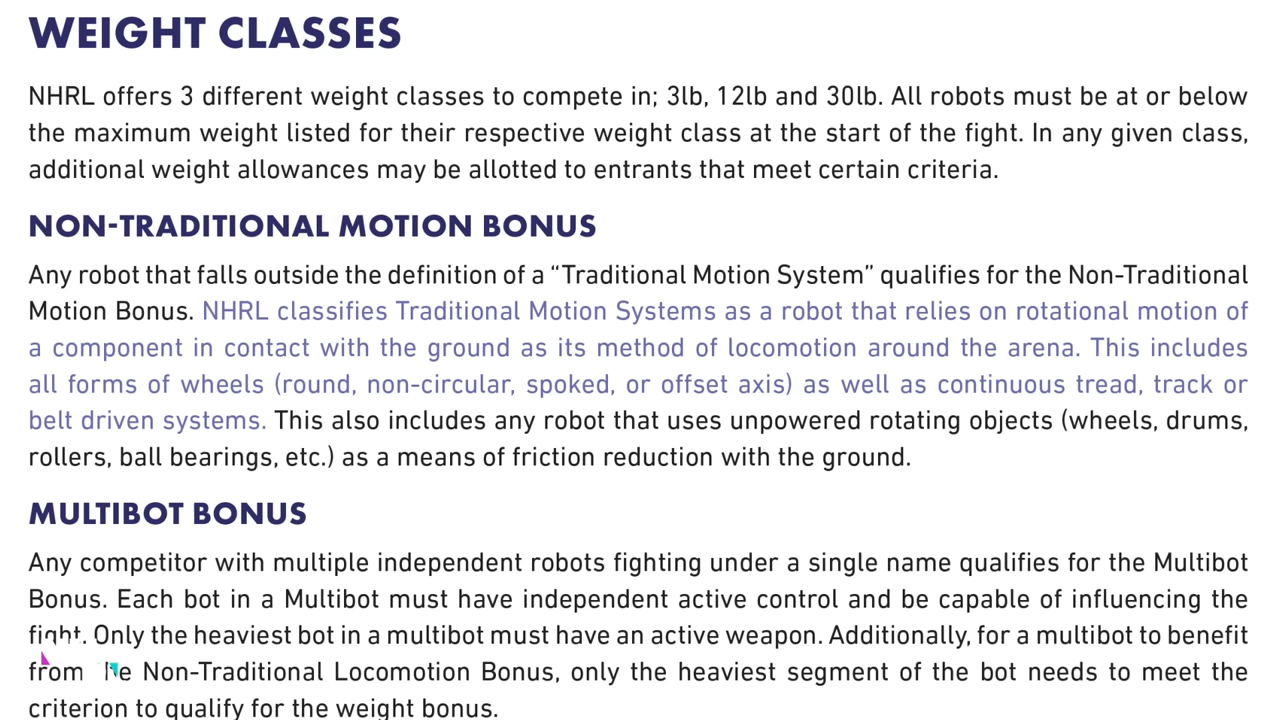 WEIGHT CLASSES
NHRL offers 3 different weight classes to compete in; 3lb, 12lb and 30lb. All robots must be at or below
the maximum weight listed for their respective weight class at the start of the fight. In any given class,
additional weight allowances may be allotted to entrants that meet certain criteria.
NON-TRADITIONAL MOTION BONUS
Any robot that falls outside the definition of a “Traditional Motion System” qualifies for the Non-Traditional
Motion Bonus. NHRL classifies Traditional Motion Systems as a robot that relies on rotational motion of
a component in contact with the ground as its method of locomotion around the arena. This includes
all forms of wheels (round, non-circular, spoked, or offset axis) as well as continuous tread, track or
belt driven systems. This also includes any robot that uses unpowered rotating objects (wheels, drums,
rollers, ball bearings, etc.) as a means of friction reduction with the ground.
MULTIBOT BONUS
Any competitor with multiple independent robots fighting under a single name qualifies for the Multibot
Bonus. Each bot in a Multibot must have independent active control and be capable of influencing the
fight. Only the heaviest bot in a multibot must have an active weapon. Additionally, for a multibot to benefit
from the Non-Traditional Locomotion Bonus, only the heaviest segment of the bot needs to meet the
criterion to qualify for the weight bonus.